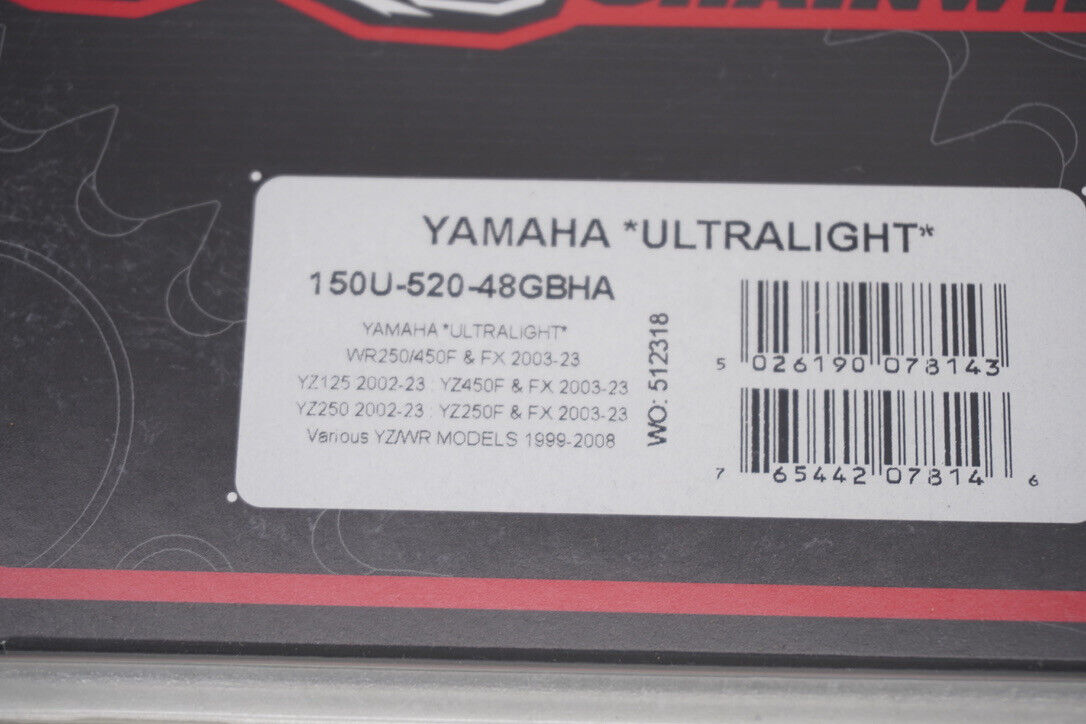 YAMAHA *ULTRALIGHT*
150U-520-48GBHA
YAMAHA *ULTRALIGHT*
WR250/450F & FX 2003-23
YZ125 2002-23 : YZ450F & FX 2003-23
YZ250 2002-23 : YZ250F & FX 2003-23
Various YZ/WR MODELS 1999-2008
WO: 512318
5 026190 078143
7 65442 07814 6